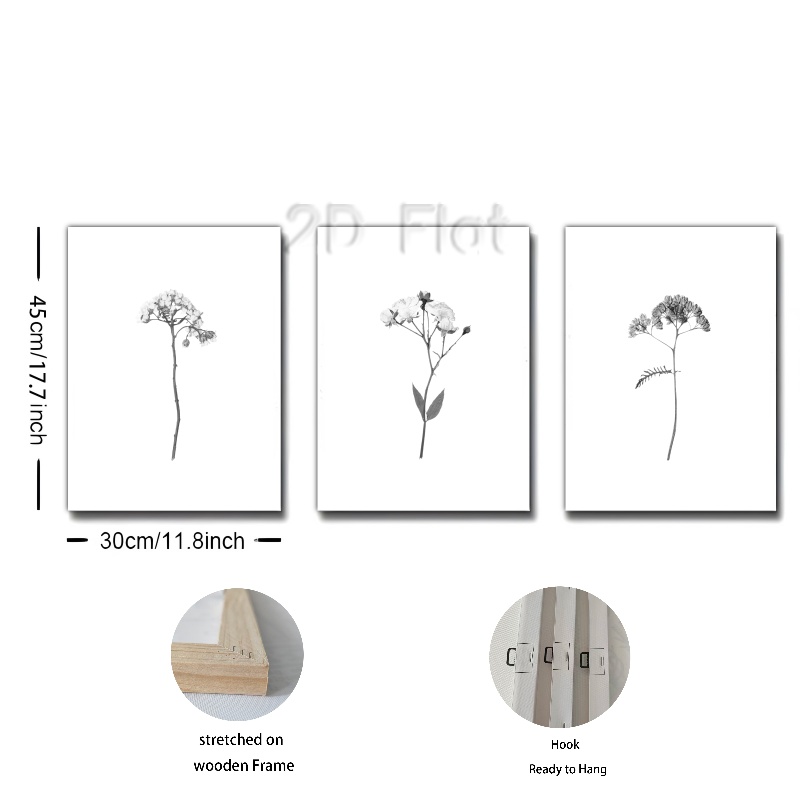 2D Flat
45cm/17.7inch
30cm/11.8inch
stretched on
wooden Frame
Hook
Ready to Hang